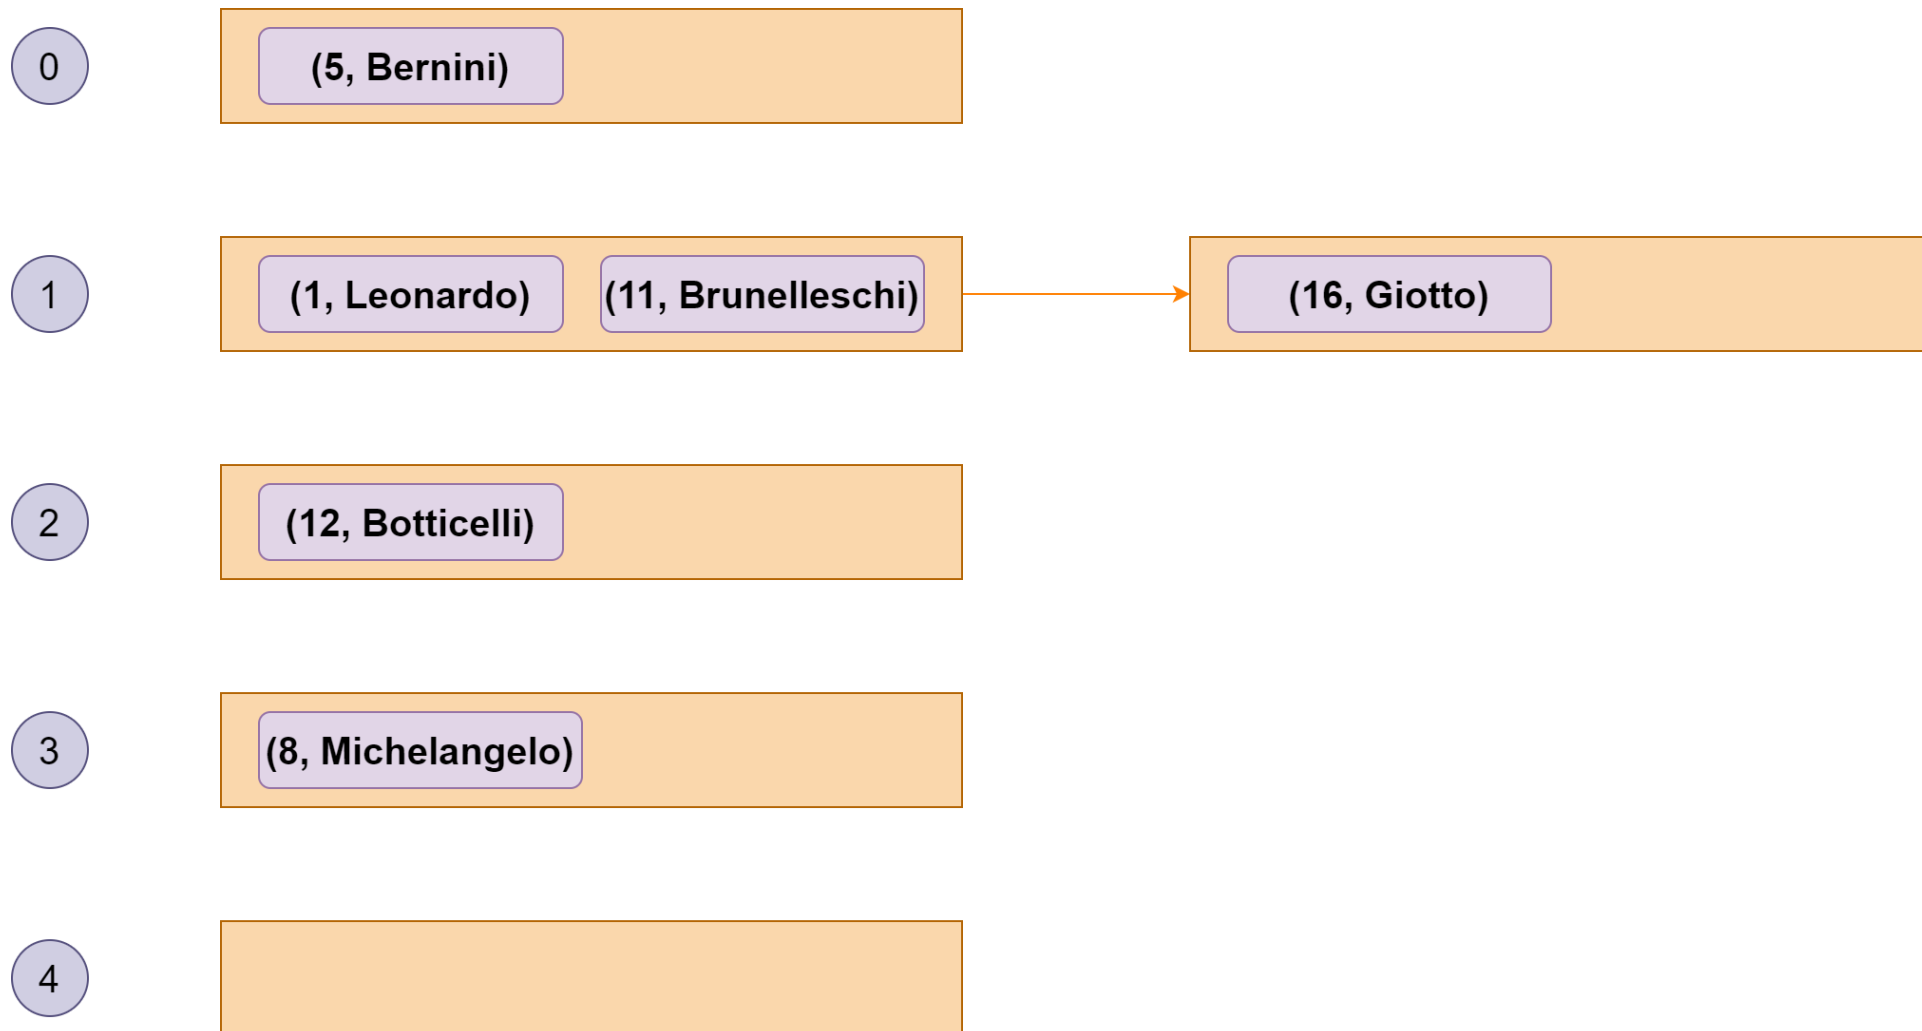 0
(5, Bernini)
1
(1, Leonardo)
(11, Brunelleschi)
(16, Giotto)
2
(12, Botticelli)
3
(8, Michelangelo)
4